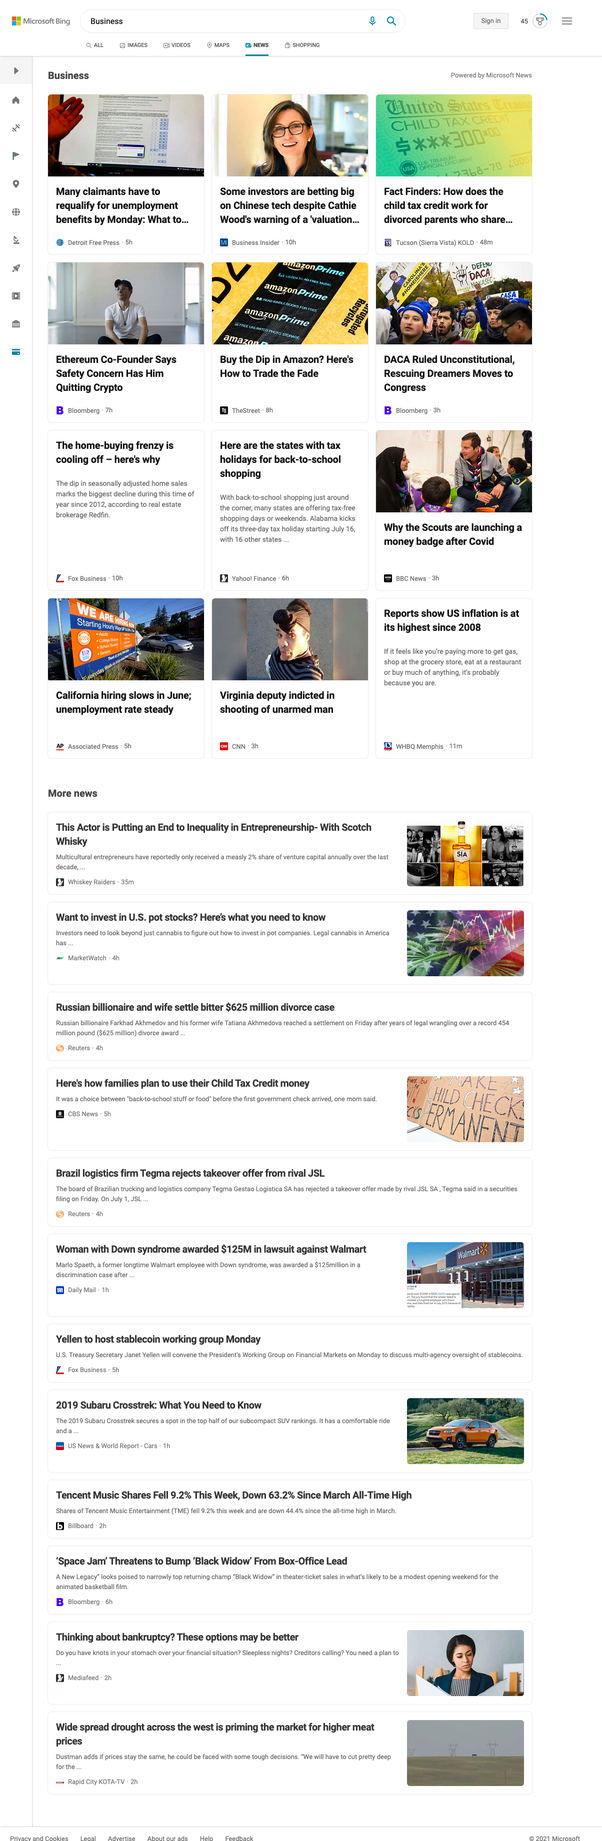 Microsoft Bing
Business
Sign in
45
ALL
IMAGES
VIDEOS
MAPS
NEWS
SHOPPING
Business
Powered by Microsoft News
Many claimants have to
requalify for unemployment
benefits by Monday: What to...
Detroit Free Press · 5h
Some investors are betting big
on Chinese tech despite Cathie
Wood's warning of a 'valuation...
Business Insider · 10h
United States
CHILD TAX CREDIT
$***300
Fact Finders: How does the
child tax credit work for
divorced parents who share...
Tucson (Sierra Vista) KOLD · 48m
Ethereum Co-Founder Says
Safety Concern Has Him
Quitting Crypto
Bloomberg · 7h
amazonPrime
amazonPrime
amazonPrime
Buy the Dip in Amazon? Here's
How to Trade the Fade
TheStreet · 8h
DEFEND
DACA
DACA Ruled Unconstitutional,
Rescuing Dreamers Moves to
Congress
Bloomberg · 3h
The home-buying frenzy is
cooling off – here's why
The dip in seasonally adjusted home sales
marks the biggest decline during this time of
year since 2012, according to real estate
brokerage Redfin.
Fox Business · 10h
Here are the states with tax
holidays for back-to-school
shopping
With back-to-school shopping just around
the corner, many states are offering tax-free
shopping days or weekends. Alabama kicks
off its three-day tax holiday starting July 16,
with 16 other states ...
Yahoo! Finance · 6h
Why the Scouts are launching a
money badge after Covid
BBC News · 3h
WE ARE HIRING
Starting Hourly Wage
California hiring slows in June;
unemployment rate steady
Associated Press · 5h
Virginia deputy indicted in
shooting of unarmed man
CNN · 3h
Reports show US inflation is at
its highest since 2008
If it feels like you're paying more to get gas,
shop at the grocery store, eat at a restaurant
or buy much of anything, it's probably
because you are.
WHBQ Memphis · 11m
More news
This Actor is Putting an End to Inequality in Entrepreneurship- With Scotch
Whisky
Multicultural entrepreneurs have reportedly only received a measly 2% share of venture capital annually over the last
decade, ...
Whiskey Raiders · 35m
SIA
Want to invest in U.S. pot stocks? Here's what you need to know
Investors need to look beyond just cannabis to figure out how to invest in pot companies. Legal cannabis in America
has ...
MarketWatch · 4h
Russian billionaire and wife settle bitter $625 million divorce case
Russian billionaire Farkhad Akhmedov and his former wife Tatiana Akhmedova reached a settlement on Friday after years of legal wrangling over a record 454
million pound ($625 million) divorce award ...
Reuters · 4h
Here's how families plan to use their Child Tax Credit money
It was a choice between "back-to-school stuff or food" before the first government check arrived, one mom said.
CBS News · 5h
Brazil logistics firm Tegma rejects takeover offer from rival JSL
The board of Brazilian trucking and logistics company Tegma Gestao Logistica SA has rejected a takeover offer made by rival JSL SA , Tegma said in a securities
filing on Friday. On July 1, JSL ...
Reuters · 4h
Woman with Down syndrome awarded $125M in lawsuit against Walmart
Marlo Spaeth, a former longtime Walmart employee with Down syndrome, was awarded a $125million in a
discrimination case after ...
Daily Mail · 1h
Walmart
Yellen to host stablecoin working group Monday
U.S. Treasury Secretary Janet Yellen will convene the President's Working Group on Financial Markets on Monday to discuss multi-agency oversight of stablecoins.
Fox Business · 5h
2019 Subaru Crosstrek: What You Need to Know
The 2019 Subaru Crosstrek secures a spot in the top half of our subcompact SUV rankings. It has a comfortable ride
and a ...
US News & World Report - Cars · 1h
Tencent Music Shares Fell 9.2% This Week, Down 63.2% Since March All-Time High
Shares of Tencent Music Entertainment (TME) fell 9.2% this week and are down 44.4% since the all-time high in March.
Billboard · 2h
'Space Jam' Threatens to Bump 'Black Widow' From Box-Office Lead
A New Legacy" looks poised to narrowly top returning champ "Black Widow" in theater-ticket sales in what's likely to be a modest opening weekend for the
animated basketball film.
Bloomberg · 6h
Thinking about bankruptcy? These options may be better
Do you have knots in your stomach over your financial situation? Sleepless nights? Creditors calling? You need a plan to
...
Mediafeed · 2h
Wide spread drought across the west is priming the market for higher meat
prices
Dustman adds if prices stay the same, he could be faced with some tough decisions. "We will have to cut pretty deep
for the ...
Rapid City KOTA-TV · 2h
Privacy and Cookies
Legal
Advertise
About our ads
Help
Feedback
© 2021 Microsoft